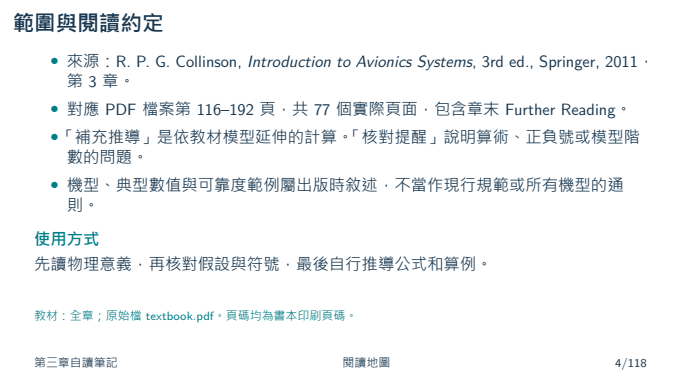 範圍與閱讀約定
• 來源：R. P. G. Collinson, Introduction to Avionics Systems, 3rd ed., Springer, 2011，
第 3 章。
• 對應 PDF 檔案第 116–192 頁，共 77 個實際頁面，包含章末 Further Reading。
•「補充推導」是依教材模型延伸的計算。「核對提醒」說明算術、正負號或模型階
數的問題。
• 機型、典型數值與可靠度範例屬出版時敘述，不當作現行規範或所有機型的通
則。
使用方式
先讀物理意義，再核對假設與符號，最後自行推導公式和算例。
教材：全章；原始檔 textbook.pdf。頁碼均為書本印刷頁碼。
第三章自讀筆記 閱讀地圖 4/118